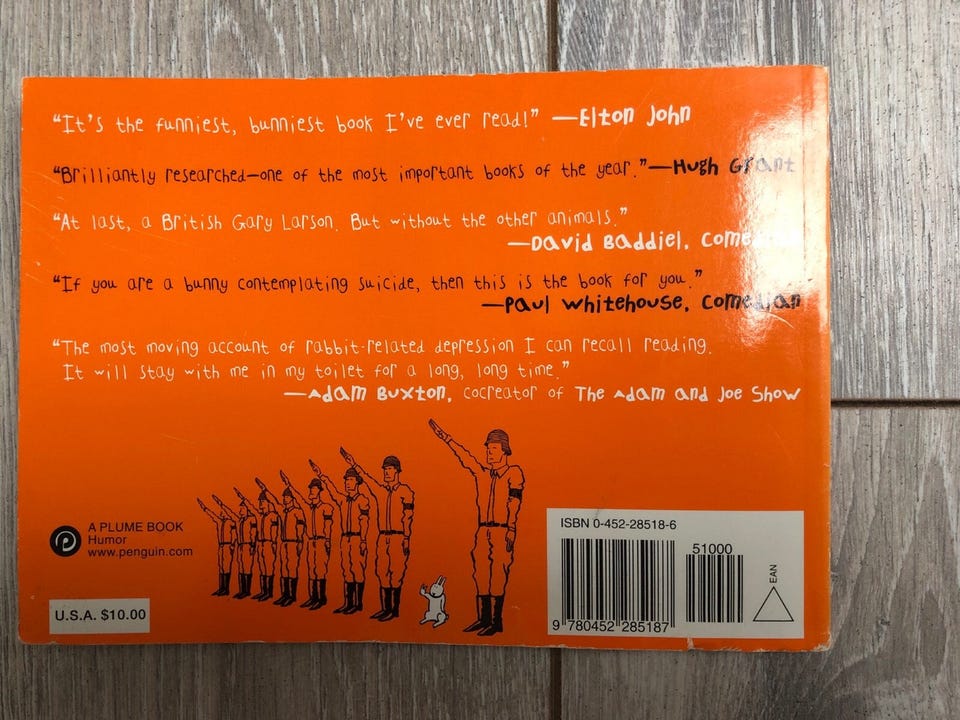 “It's the funniest, bunniest book I've ever read!” —Elton John
“Brilliantly researched—one of the most important books of the year.”—Hugh Grant
“At last, a British Gary Larson. But without the other animals.”
—David Baddiel, comedian
“If you are a bunny contemplating suicide, then this is the book for you.”
—Paul Whitehouse, comedian
“The most moving account of rabbit-related depression I can recall reading.
It will stay with me in my toilet for a long, long time.”
—Adam Buxton, cocreator of The Adam and Joe Show
A PLUME BOOK
Humor
www.penguin.com
U.S.A. $10.00
ISBN 0-452-28518-6
51000
EAN
9 780452 285187